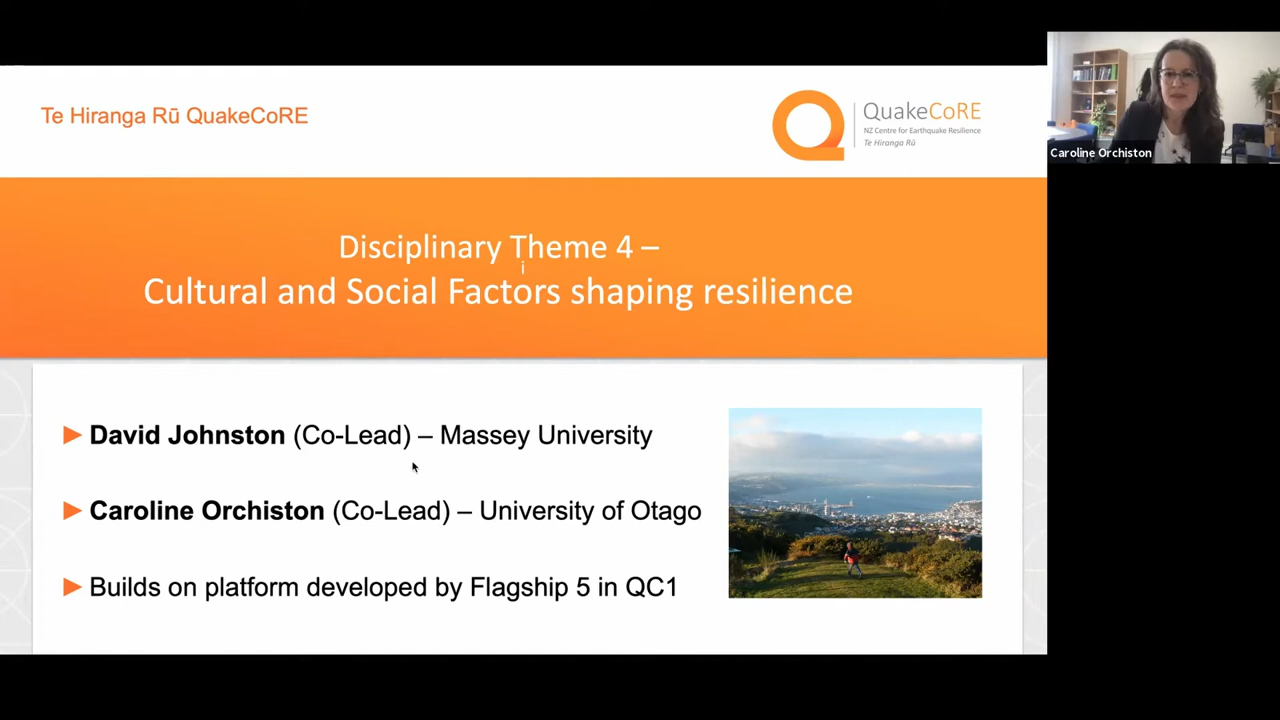 Te Hiranga Rū QuakeCoRE
QuakeCoRE
NZ Centre for Earthquake Resilience
Te Hiranga Rū
Caroline Orchiston
Disciplinary Theme 4 –
Cultural and Social Factors shaping resilience
David Johnston (Co-Lead) – Massey University
Caroline Orchiston (Co-Lead) – University of Otago
Builds on platform developed by Flagship 5 in QC1